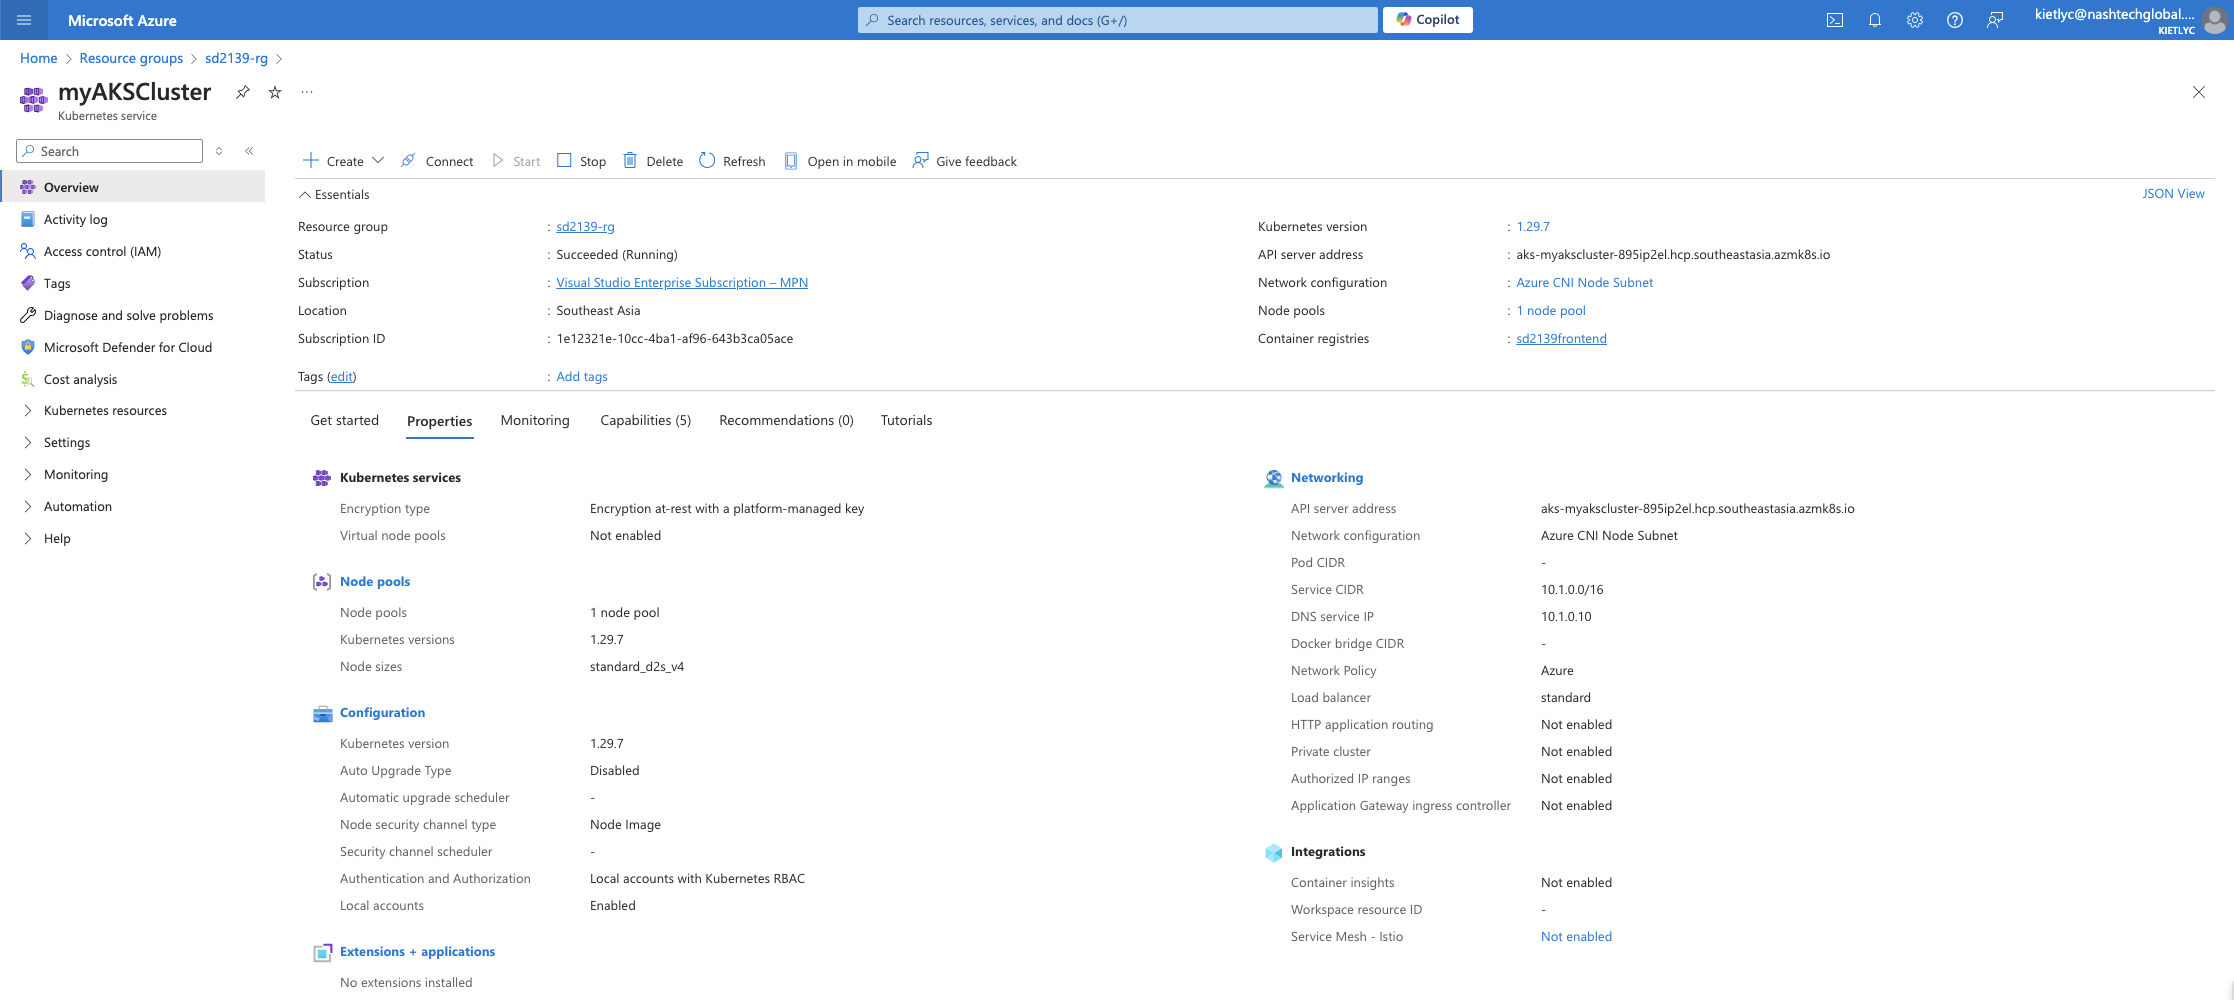 Microsoft Azure
Search resources, services, and docs (G+/)
Copilot
kietlyc@nashtechglobal....
KIETLYC
Home > Resource groups > sd2139-rg >
myAKSCluster
...
Kubernetes service
Search
Overview
Activity log
Access control (IAM)
Tags
Diagnose and solve problems
Microsoft Defender for Cloud
Cost analysis
Kubernetes resources
Settings
Monitoring
Automation
Help
Create Connect Start Stop Delete Refresh Open in mobile Give feedback
Essentials
JSON View
Resource group : sd2139-rg
Status : Succeeded (Running)
Subscription : Visual Studio Enterprise Subscription – MPN
Location : Southeast Asia
Subscription ID : 1e12321e-10cc-4ba1-af96-643b3ca05ace
Tags (edit) : Add tags
Kubernetes version : 1.29.7
API server address : aks-myakscluster-895ip2el.hcp.southeastasia.azmk8s.io
Network configuration : Azure CNI Node Subnet
Node pools : 1 node pool
Container registries : sd2139frontend
Get started Properties Monitoring Capabilities (5) Recommendations (0) Tutorials
Kubernetes services
Encryption type Encryption at-rest with a platform-managed key
Virtual node pools Not enabled
Node pools
Node pools 1 node pool
Kubernetes versions 1.29.7
Node sizes standard_d2s_v4
Configuration
Kubernetes version 1.29.7
Auto Upgrade Type Disabled
Automatic upgrade scheduler -
Node security channel type Node Image
Security channel scheduler -
Authentication and Authorization Local accounts with Kubernetes RBAC
Local accounts Enabled
Extensions + applications
No extensions installed
Networking
API server address aks-myakscluster-895ip2el.hcp.southeastasia.azmk8s.io
Network configuration Azure CNI Node Subnet
Pod CIDR -
Service CIDR 10.1.0.0/16
DNS service IP 10.1.0.10
Docker bridge CIDR -
Network Policy Azure
Load balancer standard
HTTP application routing Not enabled
Private cluster Not enabled
Authorized IP ranges Not enabled
Application Gateway ingress controller Not enabled
Integrations
Container insights Not enabled
Workspace resource ID -
Service Mesh - Istio Not enabled